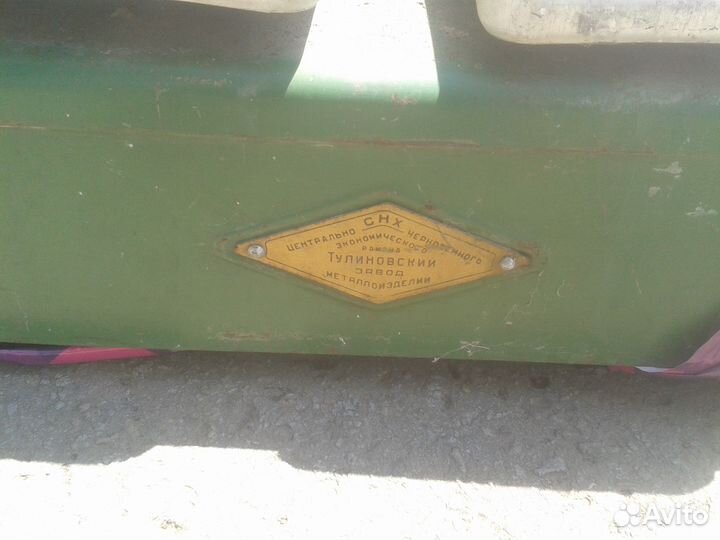 СНХ
ЦЕНТРАЛЬНО ЧЕРНОЗЕМНОГО
ЭКОНОМИЧЕСКОГО
РАЙОНА
ТУЛИНОВСКИЙ
ЗАВОД
МЕТАЛЛОИЗДЕЛИЙ
Avito